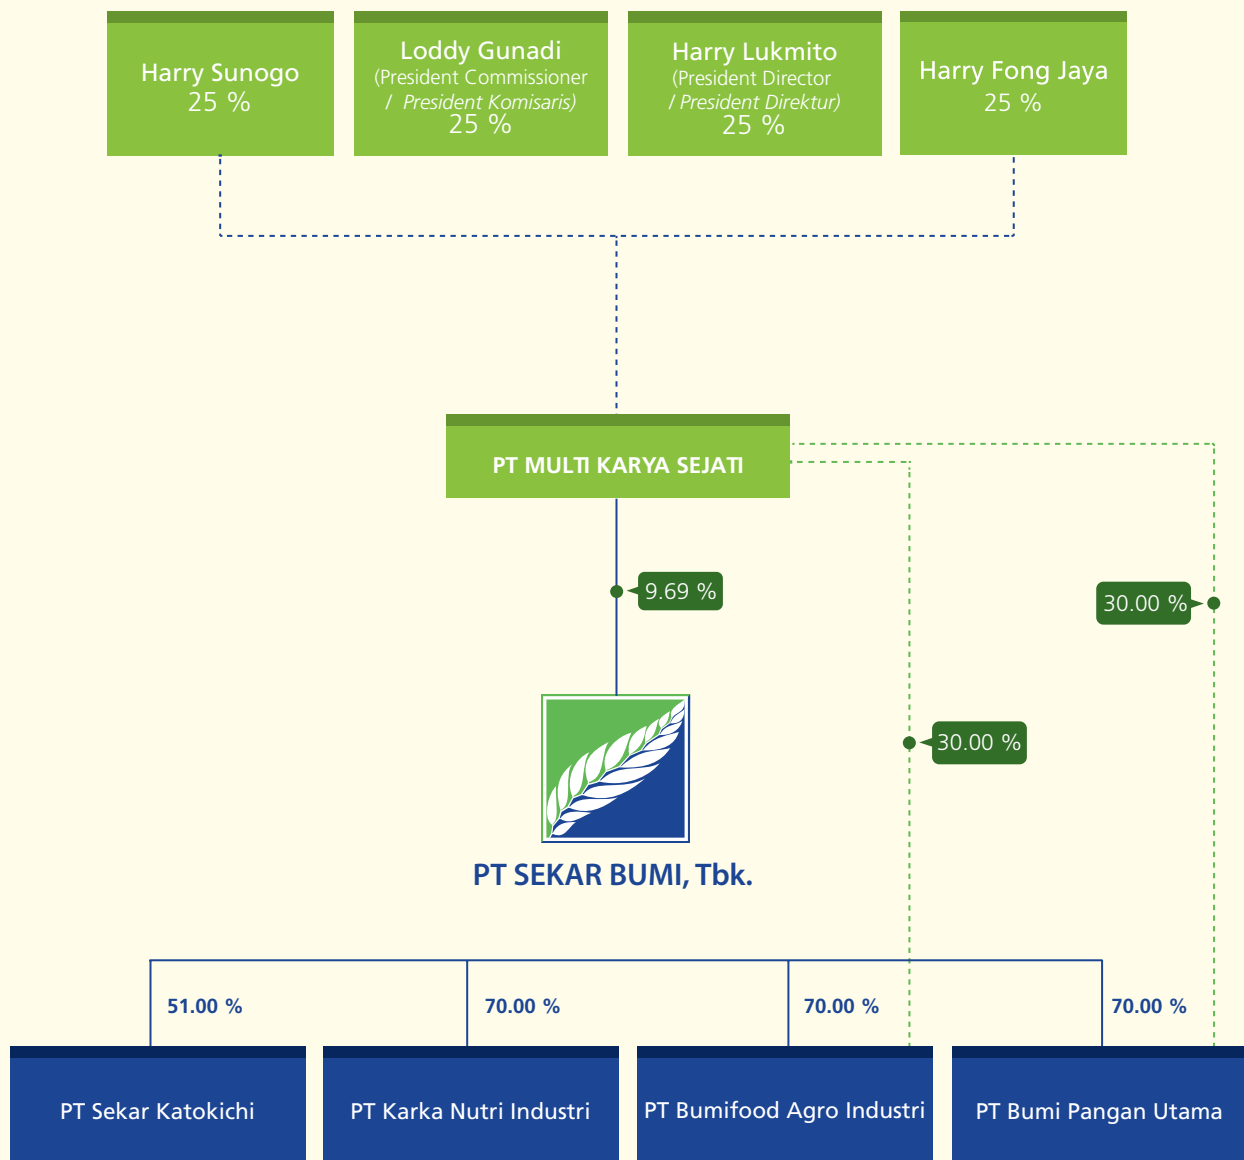 Harry Sunogo
25 %
Loddy Gunadi
(President Commissioner
/ President Komisaris)
25 %
Harry Lukmito
(President Director
/ President Direktur)
25 %
Harry Fong Jaya
25 %
PT MULTI KARYA SEJATI
9.69 %
30.00 %
30.00 %
PT SEKAR BUMI, Tbk.
51.00 %
70.00 %
70.00 %
70.00 %
PT Sekar Katokichi
PT Karka Nutri Industri
PT Bumifood Agro Industri
PT Bumi Pangan Utama